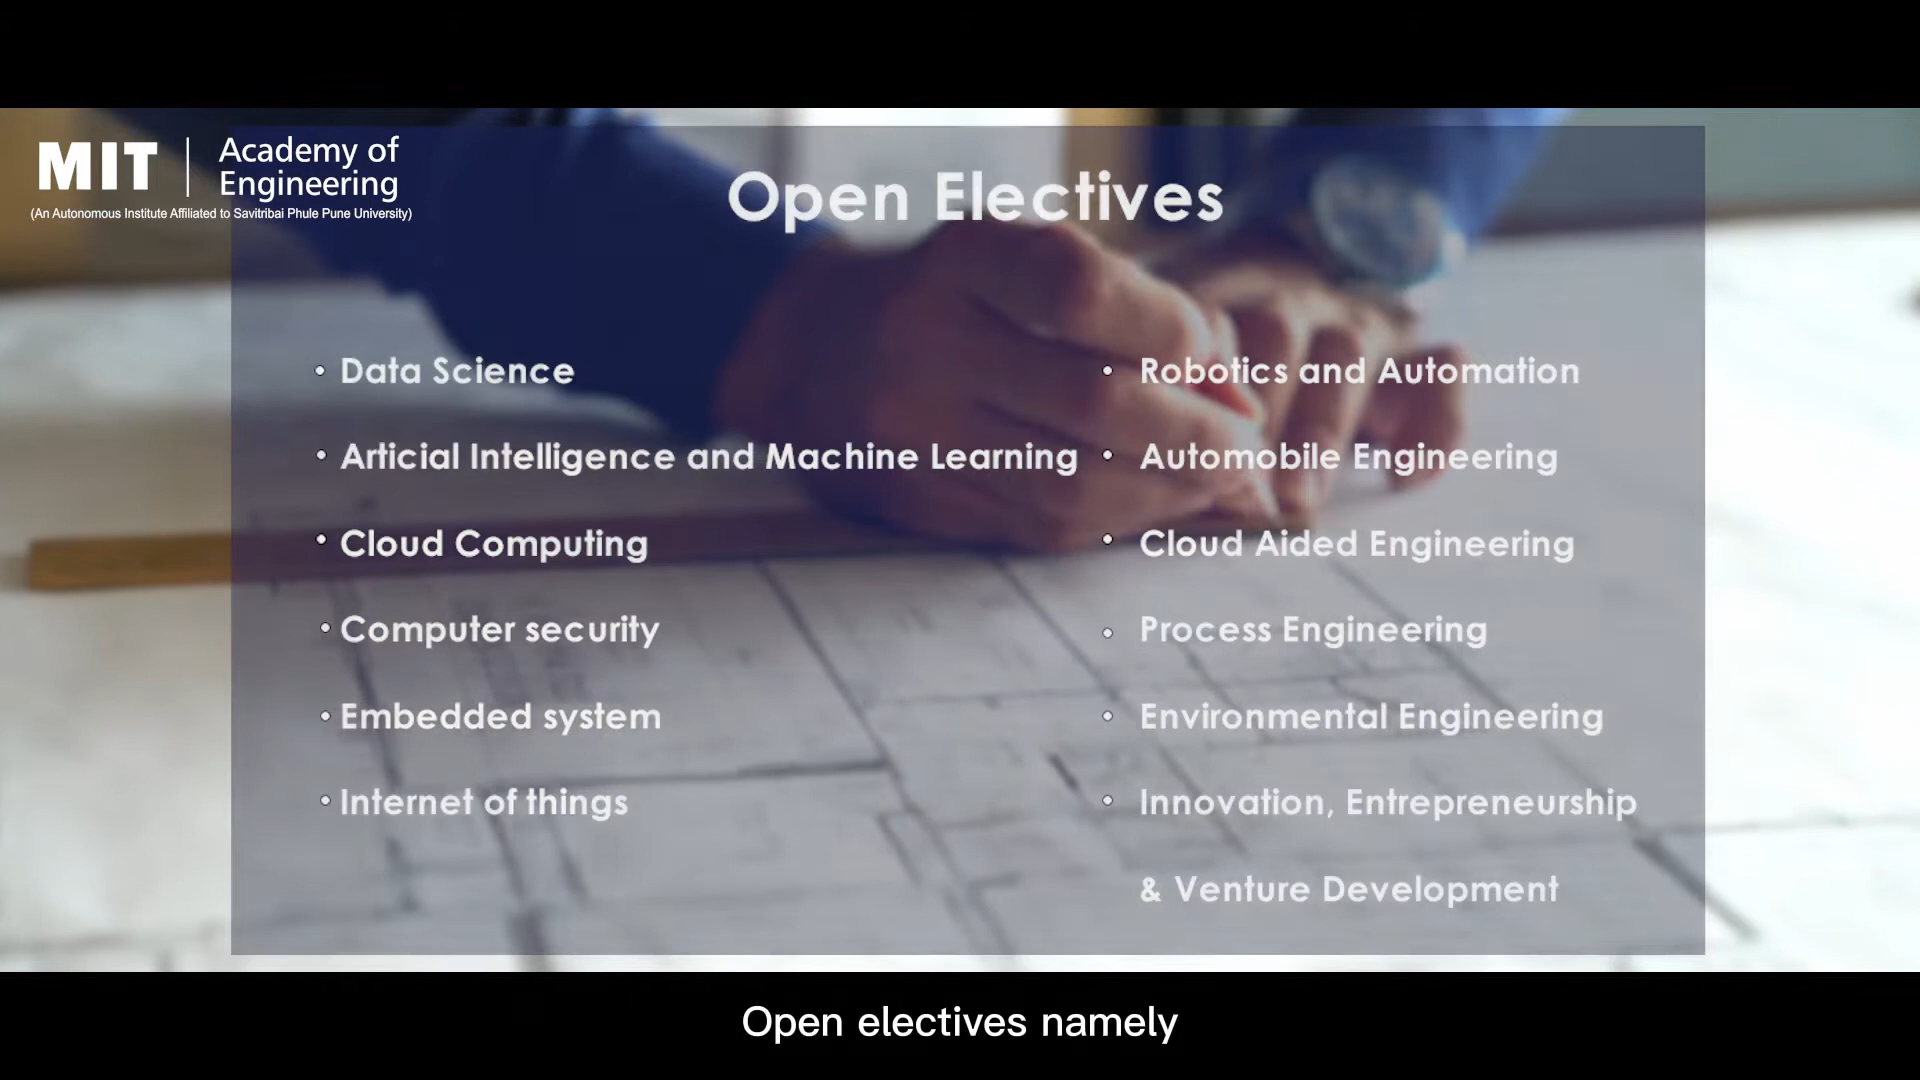 MIT
Academy of
Engineering
(An Autonomous Institute Affiliated to Savitribai Phule Pune University)
Open Electives
• Data Science
• Articial Intelligence and Machine Learning
• Cloud Computing
• Computer security
• Embedded system
• Internet of things
• Robotics and Automation
• Automobile Engineering
• Cloud Aided Engineering
• Process Engineering
• Environmental Engineering
• Innovation, Entrepreneurship
& Venture Development
Open electives namely